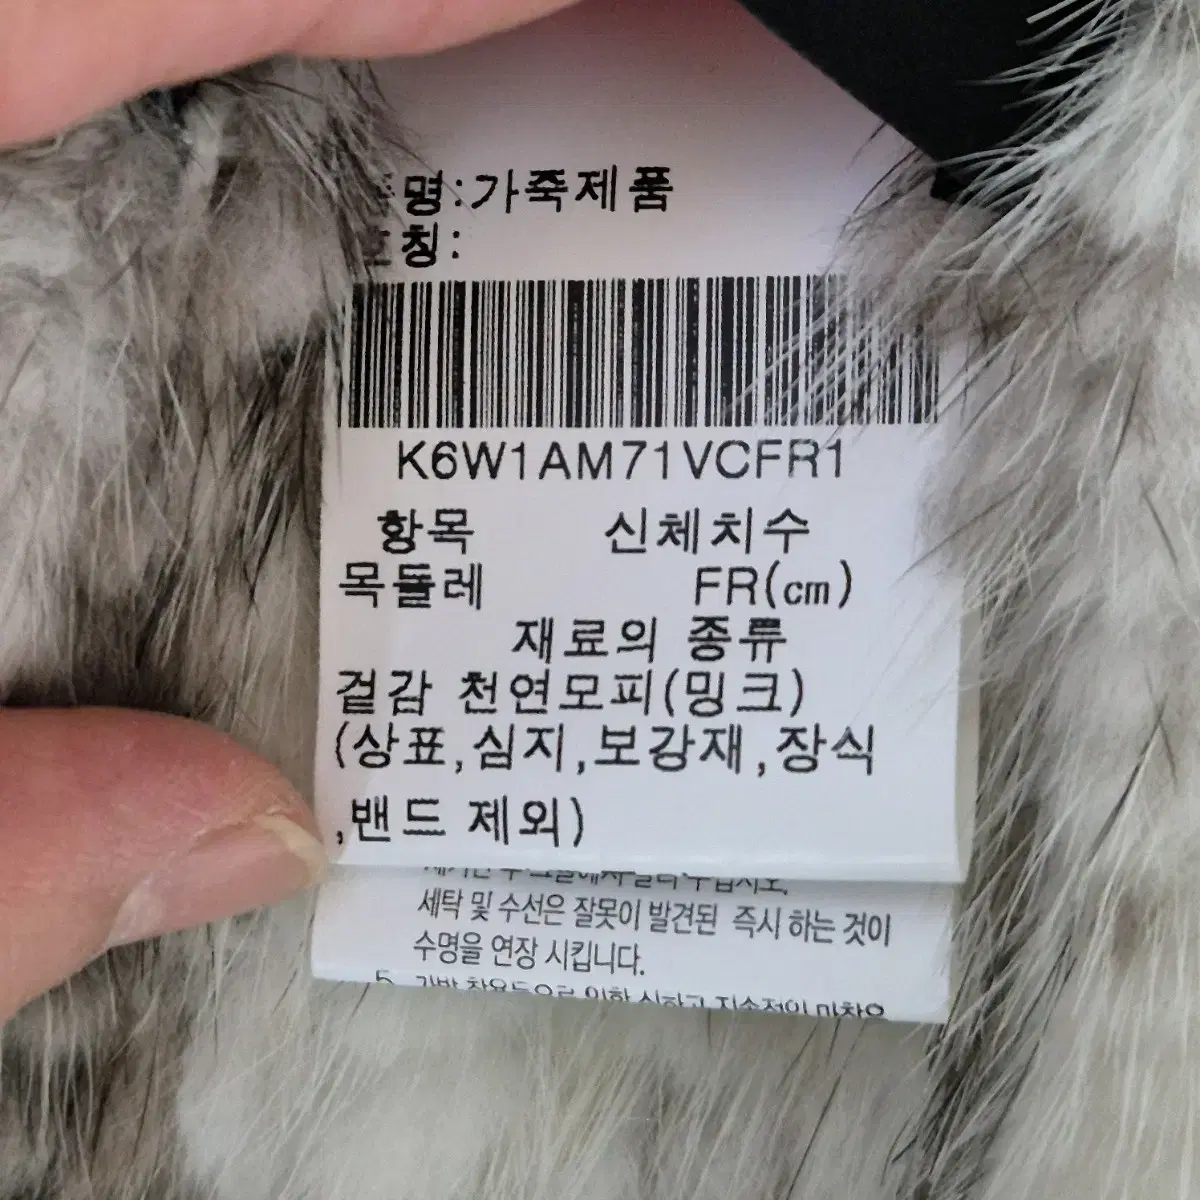 품명:가죽제품
호칭:
K6W1AM71VCFR1
항목 신체치수
목둘레 FR(cm)
재료의 종류
겉감 천연모피(밍크)
(상표,심지,보강재,장식
,밴드 제외)
세탁 및 수선은 잘못이 발견된 즉시 하는 것이
수명을 연장 시킵니다.